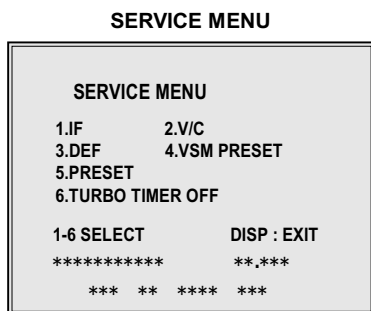 SERVICE MENU
SERVICE MENU
1.IF 2.V/C
3.DEF 4.VSM PRESET
5.PRESET
6.TURBO TIMER OFF
1-6 SELECT DISP : EXIT
*********** **.***
*** ** **** ***